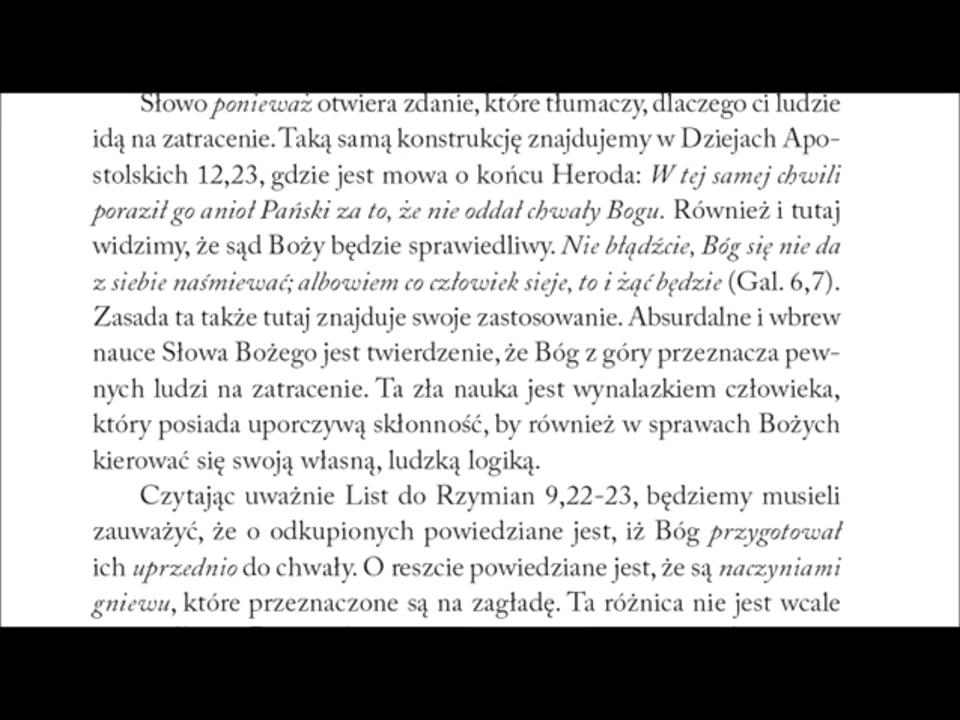 Słowo ponieważ otwiera zdanie, które tłumaczy, dlaczego ci ludzie
idą na zatracenie. Taką samą konstrukcję znajdujemy w Dziejach Apo-
stolskich 12,23, gdzie jest mowa o końcu Heroda: W tej samej chwili
poraził go anioł Pański za to, że nie oddał chwały Bogu. Również i tutaj
widzimy, że sąd Boży będzie sprawiedliwy. Nie błądźcie, Bóg się nie da
z siebie naśmiewać; albowiem co człowiek sieje, to i żąć będzie (Gal. 6,7).
Zasada ta także tutaj znajduje swoje zastosowanie. Absurdalne i wbrew
nauce Słowa Bożego jest twierdzenie, że Bóg z góry przeznacza pew-
nych ludzi na zatracenie. Ta zła nauka jest wynalazkiem człowieka,
który posiada uporczywą skłonność, by również w sprawach Bożych
kierować się swoją własną, ludzką logiką.
Czytając uważnie List do Rzymian 9,22-23, będziemy musieli
zauważyć, że o odkupionych powiedziane jest, iż Bóg przygotował
ich uprzednio do chwały. O reszcie powiedziane jest, że są naczyniami
gniewu, które przeznaczone są na zagładę. Ta różnica nie jest wcale